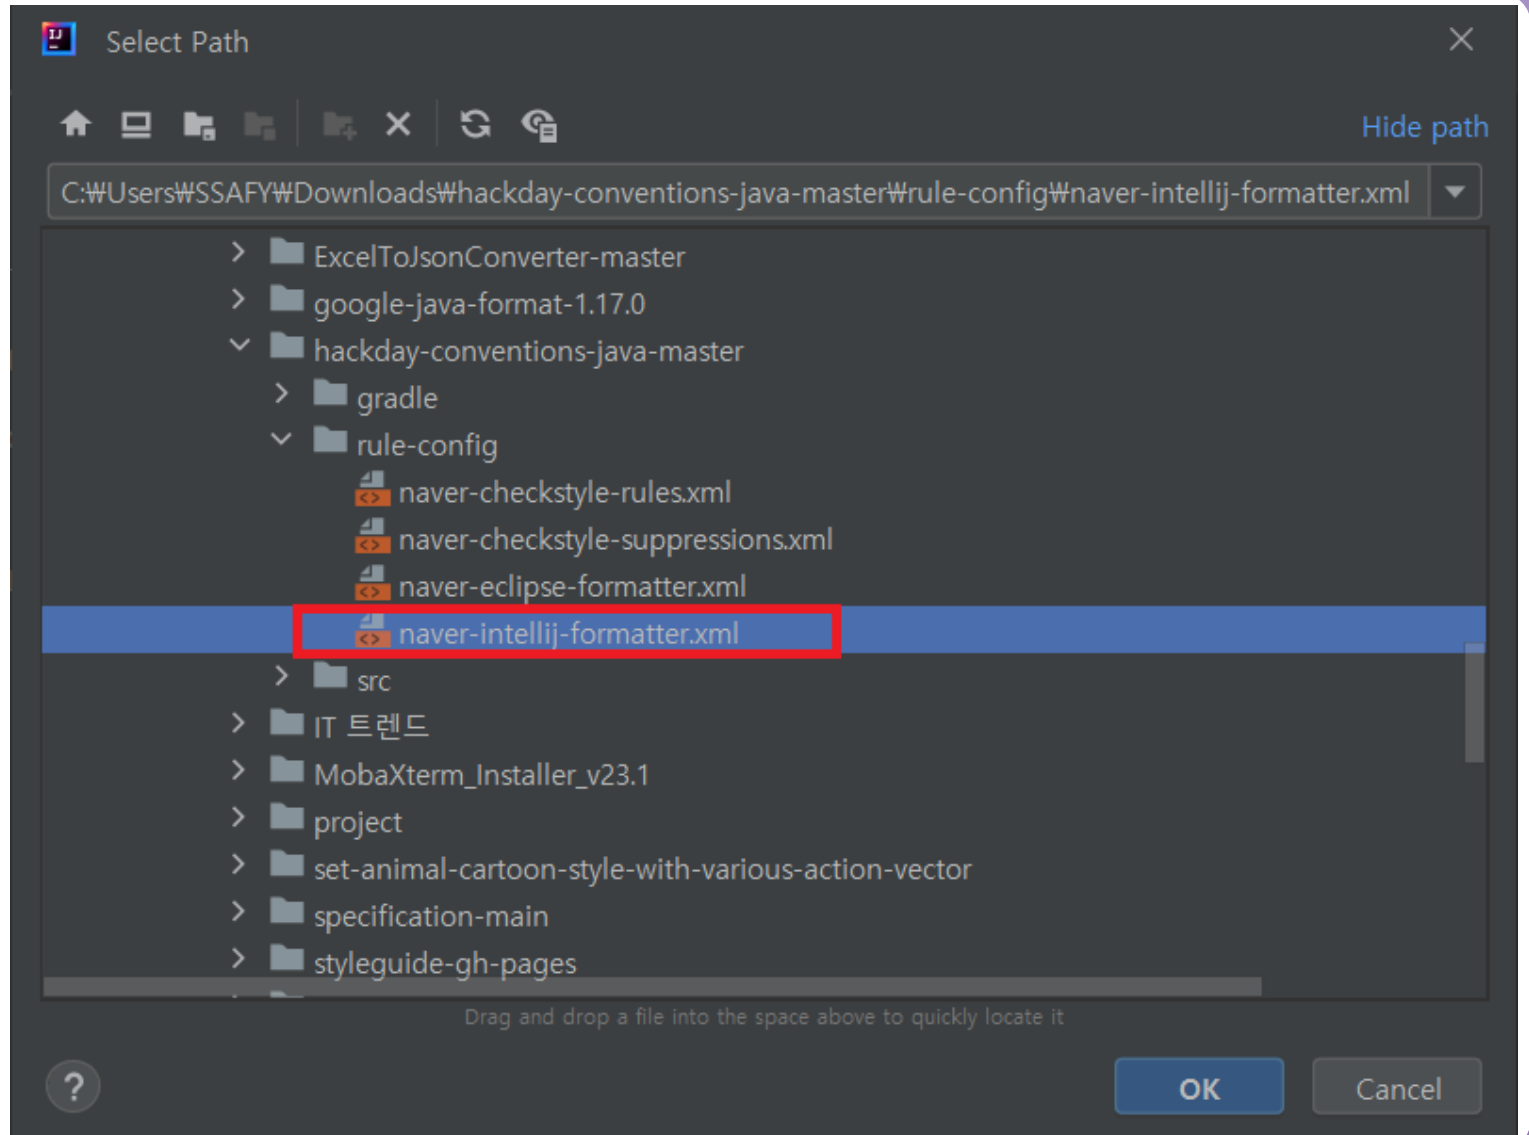 Select Path
Hide path
C:₩Users₩SSAFY₩Downloads₩hackday-conventions-java-master₩rule-config₩naver-intellij-formatter.xml
ExcelToJsonConverter-master
google-java-format-1.17.0
hackday-conventions-java-master
gradle
rule-config
naver-checkstyle-rules.xml
naver-checkstyle-suppressions.xml
naver-eclipse-formatter.xml
naver-intellij-formatter.xml
src
IT 트렌드
MobaXterm_Installer_v23.1
project
set-animal-cartoon-style-with-various-action-vector
specification-main
styleguide-gh-pages
Drag and drop a file into the space above to quickly locate it
?
OK
Cancel